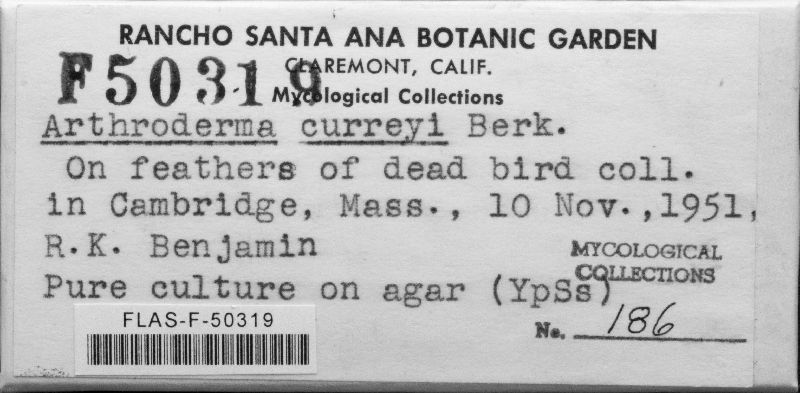 RANCHO SANTA ANA BOTANIC GARDEN
CLAREMONT, CALIF.
F50319
Mycological Collections
Arthroderma curreyi Berk.
On feathers of dead bird coll.
in Cambridge, Mass., 10 Nov.,1951,
R.K. Benjamin
MYCOLOGICAL
COLLECTIONS
Pure culture on agar (YpSs)
FLAS-F-50319
No. 186